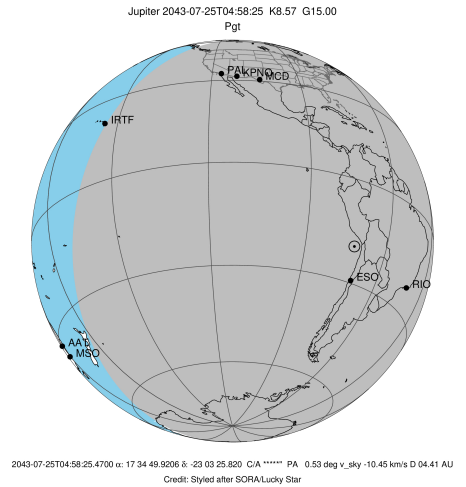 Jupiter 2043-07-25T04:58:25 K8.57 G15.00
Pgt
PAL
KPNO
MCD
IRTF
ESO
RIO
AAT
MSO
2043-07-25T04:58:25.4700 α: 17 34 49.9206 δ: -23 03 25.820 C/A *****" PA 0.53 deg v_sky -10.45 km/s D 04.41 AU
Credit: Styled after SORA/Lucky Star